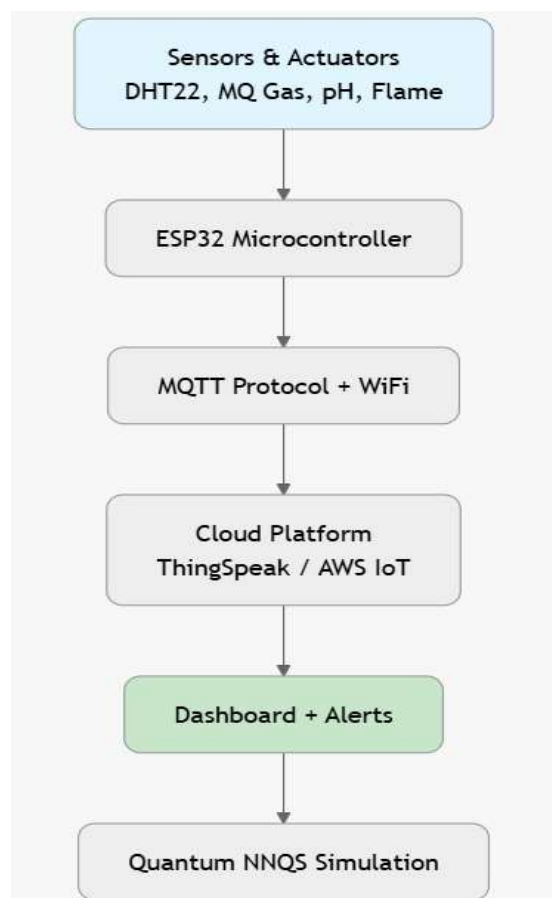 Sensors & Actuators
DHT22, MQ Gas, pH, Flame
ESP32 Microcontroller
MQTT Protocol + WiFi
Cloud Platform
ThingSpeak / AWS IoT
Dashboard + Alerts
Quantum NNQS Simulation